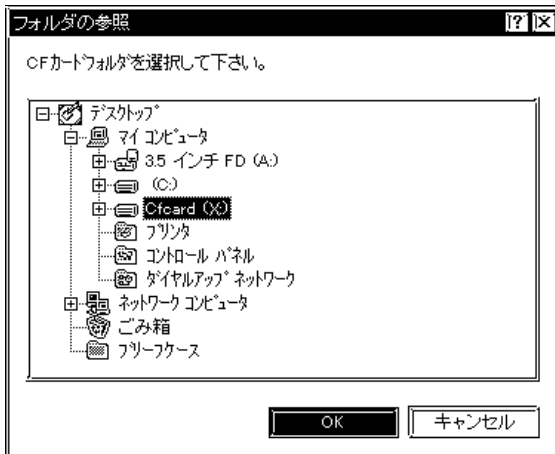 フォルダの参照
CFカードフォルダを選択して下さい。
デスクトップ
マイ コンピュータ
3.5 インチ FD (A:)
(C:)
Cfcard (X:)
プリンタ
コントロール パネル
ダイヤルアップ ネットワーク
ネットワーク コンピュータ
ごみ箱
ブリーフケース
OK キャンセル